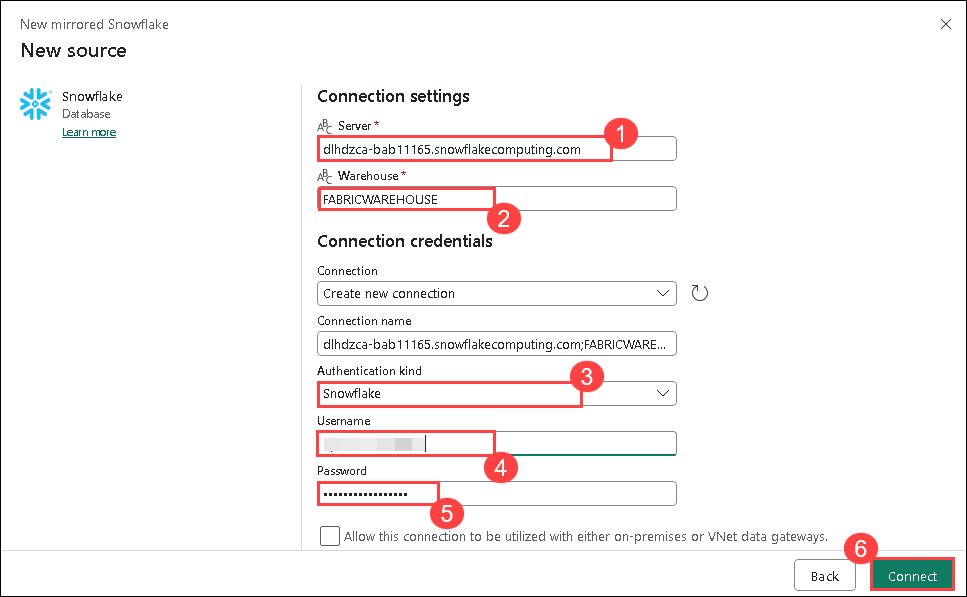 New mirrored Snowflake
New source
Snowflake
Database
Learn more
Connection settings
ABC Server *
1
dlhdzca-bab11165.snowflakecomputing.com
ABC Warehouse *
FABRICWAREHOUSE
2
Connection credentials
Connection
Create new connection
Connection name
dlhdzca-bab11165.snowflakecomputing.com;FABRICWARE...
Authentication kind
3
Snowflake
Username
4
Password
•••••••••••••••••
5
Allow this connection to be utilized with either on-premises or VNet data gateways.
6
Back
Connect